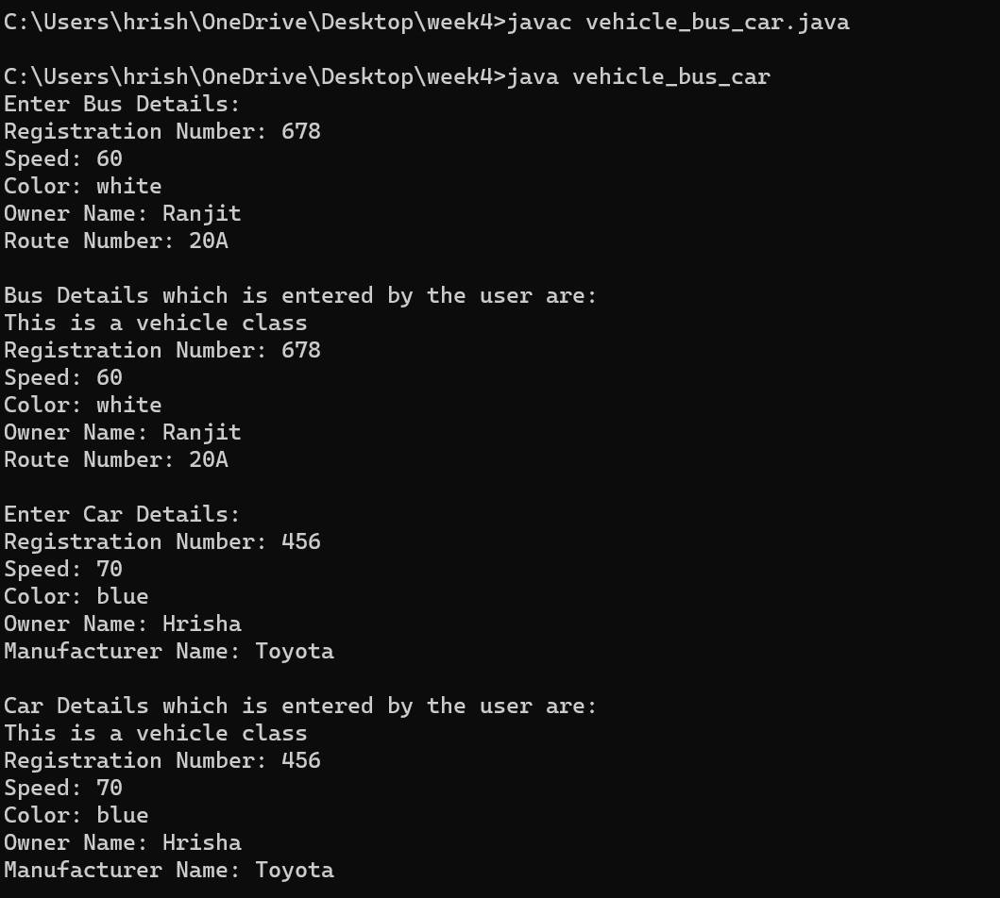 C:\Users\hrish\OneDrive\Desktop\week4>javac vehicle_bus_car.java
C:\Users\hrish\OneDrive\Desktop\week4>java vehicle_bus_car
Enter Bus Details:
Registration Number: 678
Speed: 60
Color: white
Owner Name: Ranjit
Route Number: 20A
Bus Details which is entered by the user are:
This is a vehicle class
Registration Number: 678
Speed: 60
Color: white
Owner Name: Ranjit
Route Number: 20A
Enter Car Details:
Registration Number: 456
Speed: 70
Color: blue
Owner Name: Hrisha
Manufacturer Name: Toyota
Car Details which is entered by the user are:
This is a vehicle class
Registration Number: 456
Speed: 70
Color: blue
Owner Name: Hrisha
Manufacturer Name: Toyota